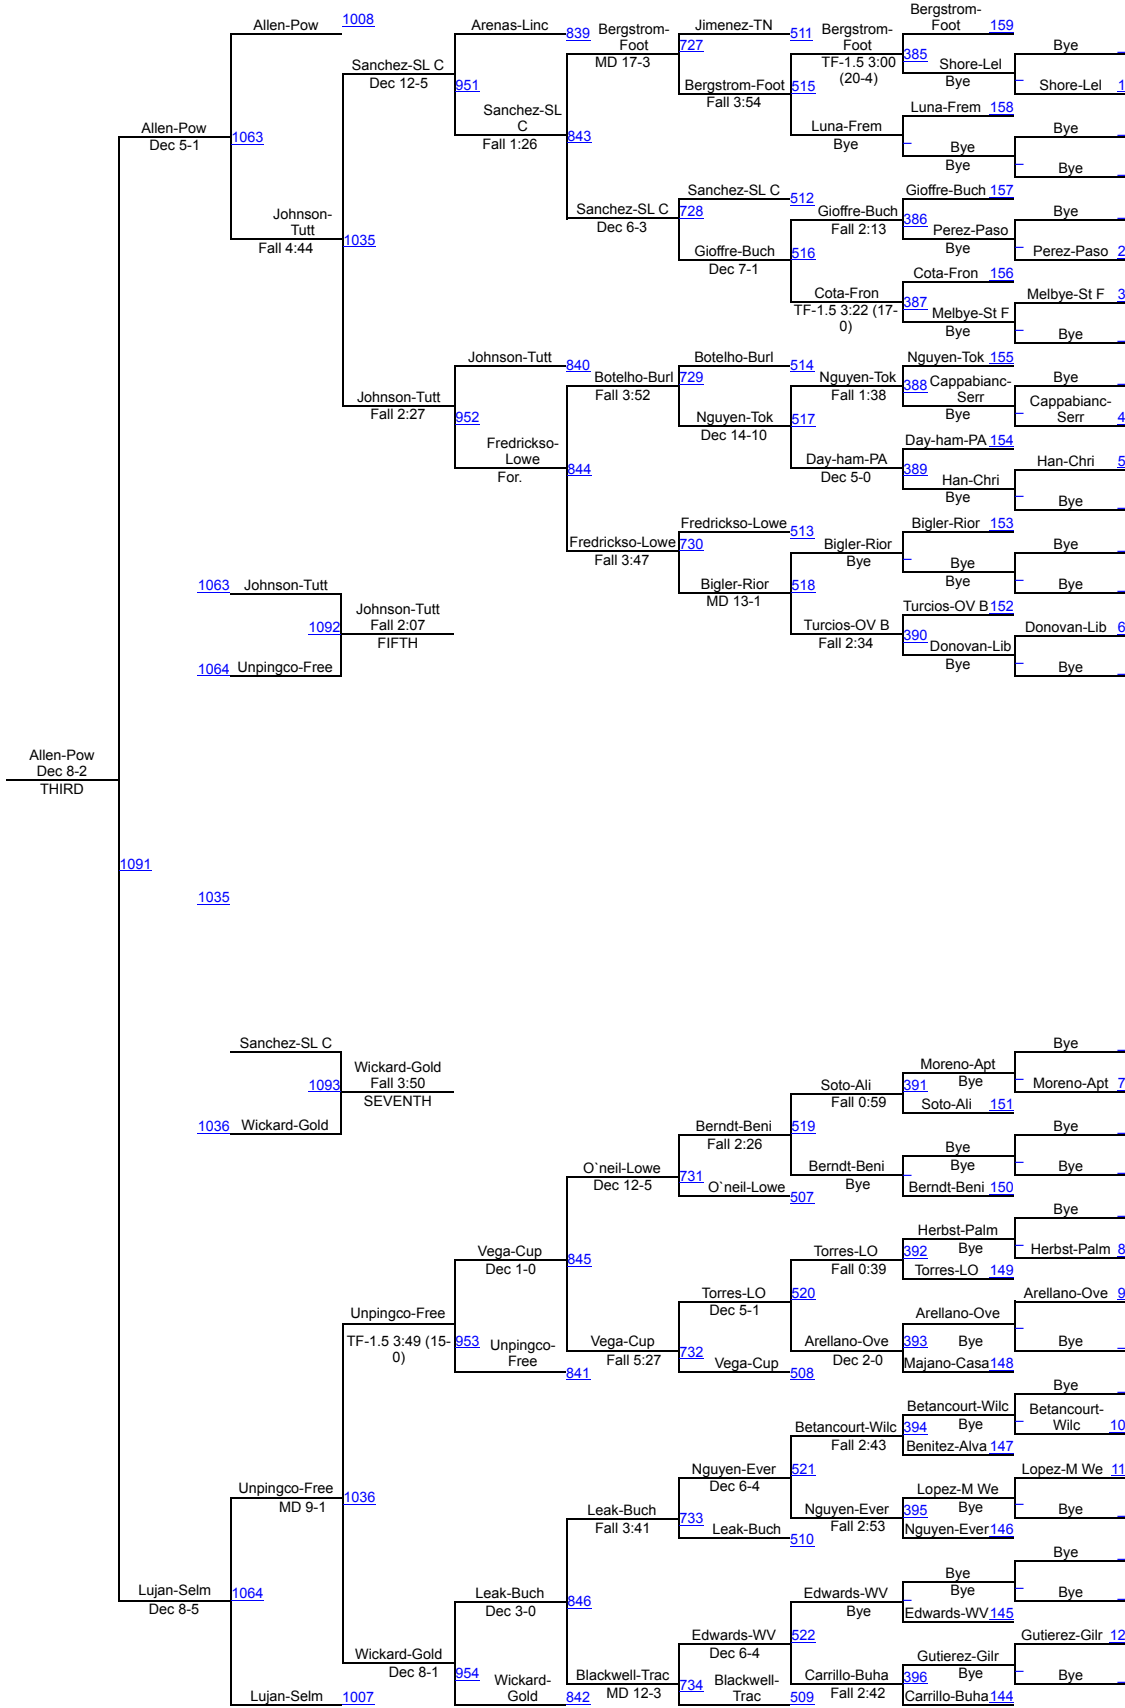 Bergstrom-
Allen-Pow 1008 Arenas-Linc 839 Bergstrom- Jimenez-TN 511 Bergstrom- Foot 159
Foot 727 Foot Bye
MD 17-3 TF-1.5 3:00 385 Shore-Lel
Sanchez-SL C (20-4) Bye Shore-Lel 1
Dec 12-5 951 Bergstrom-Foot 515
Sanchez-SL Fall 3:54 Luna-Frem 158
C Luna-Frem Bye
Allen-Pow 1063 Fall 1:26 843 Bye Bye
Dec 5-1 Bye Bye
Sanchez-SL C 512 Gioffre-Buch 157
Sanchez-SL C 728 Gioffre-Buch 386 Bye
Johnson- Dec 6-3 Fall 2:13 Perez-Paso
Tutt 1035 Gioffre-Buch 516 Bye Perez-Paso 2
Fall 4:44 Dec 7-1 Cota-Fron 156
Cota-Fron 387 Melbye-St F 3
TF-1.5 3:22 (17- Melbye-St F
0) Bye Bye
Johnson-Tutt 840 Botelho-Burl 514 Nguyen-Tok 155
Botelho-Burl 729 Nguyen-Tok 388 Cappabianc- Bye
Fall 3:52 Fall 1:38 Serr
Johnson-Tutt Bye Cappabianc-
Fall 2:27 952 Nguyen-Tok 517 Serr 4
Fredrickso- Dec 14-10 Day-ham-PA 154
Lowe 844 Day-ham-PA 389 Han-Chri 5
For. Dec 5-0 Han-Chri
Bye Bye
Fredrickso-Lowe 513 Bigler-Rior 153
Fredrickso-Lowe 730 Bigler-Rior Bye
Fall 3:47 Bye Bye
1063 Johnson-Tutt Bigler-Rior 518 Bye Bye
MD 13-1 Turcios-OV B 152
Johnson-Tutt Turcios-OV B 390 Donovan-Lib 6
1092 Fall 2:07 Fall 2:34 Donovan-Lib
FIFTH Bye Bye
1064 Unpingco-Free
Allen-Pow
Dec 8-2
THIRD
1091
1035
Sanchez-SL C Bye
Wickard-Gold Moreno-Apt
1093 Fall 3:50 Soto-Ali 391 Bye Moreno-Apt 7
SEVENTH Fall 0:59 Soto-Ali 151
1036 Wickard-Gold Berndt-Beni 519 Bye
Fall 2:26 Bye
O`neil-Lowe 731 Berndt-Beni Bye Bye
Dec 12-5 O`neil-Lowe 507 Bye Berndt-Beni 150
Bye
Herbst-Palm
Vega-Cup 845 Torres-LO 392 Bye Herbst-Palm 8
Dec 1-0 Fall 0:39 Torres-LO 149
Torres-LO 520 Arellano-Ove 9
Unpingco-Free Dec 5-1 Arellano-Ove
TF-1.5 3:49 (15- 953 Unpingco- Vega-Cup 732 Arellano-Ove 393 Bye Bye
0) Free 841 Fall 5:27 Vega-Cup 508 Dec 2-0 Majano-Casa 148
Bye
Betancourt-Wilc Betancourt-
Betancourt-Wilc 394 Bye Wilc 10
Fall 2:43 Benitez-Alva 147
Nguyen-Ever 521 Lopez-M We 11
Unpingco-Free 1036 Dec 6-4 Lopez-M We
MD 9-1 Leak-Buch 733 Nguyen-Ever 395 Bye Bye
Fall 3:41 Leak-Buch 510 Fall 2:53 Nguyen-Ever 146
Bye
Bye
Lujan-Selm 1064 Leak-Buch 846 Edwards-WV Bye Bye
Dec 8-5 Dec 3-0 Bye Edwards-WV 145
Edwards-WV 522 Gutierez-Gilr 12
Wickard-Gold Dec 6-4 Gutierez-Gilr
Dec 8-1 954 Wickard- Blackwell-Trac 734 Blackwell- Carrillo-Buha 396 Bye Bye
Lujan-Selm 1007 Gold 842 MD 12-3 Trac 509 Fall 2:42 Carrillo-Buha 144